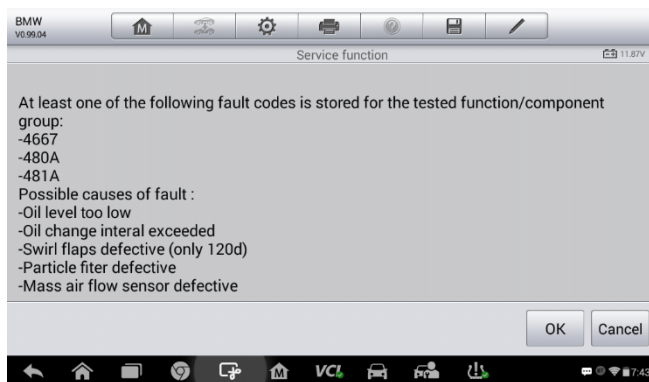 BMW
V0.99.04
M
Service function
11.87V
At least one of the following fault codes is stored for the tested function/component
group:
-4667
-480A
-481A
Possible causes of fault :
-Oil level too low
-Oil change interal exceeded
-Swirl flaps defective (only 120d)
-Particle fiter defective
-Mass air flow sensor defective
OK
Cancel
M
VCI
7:43